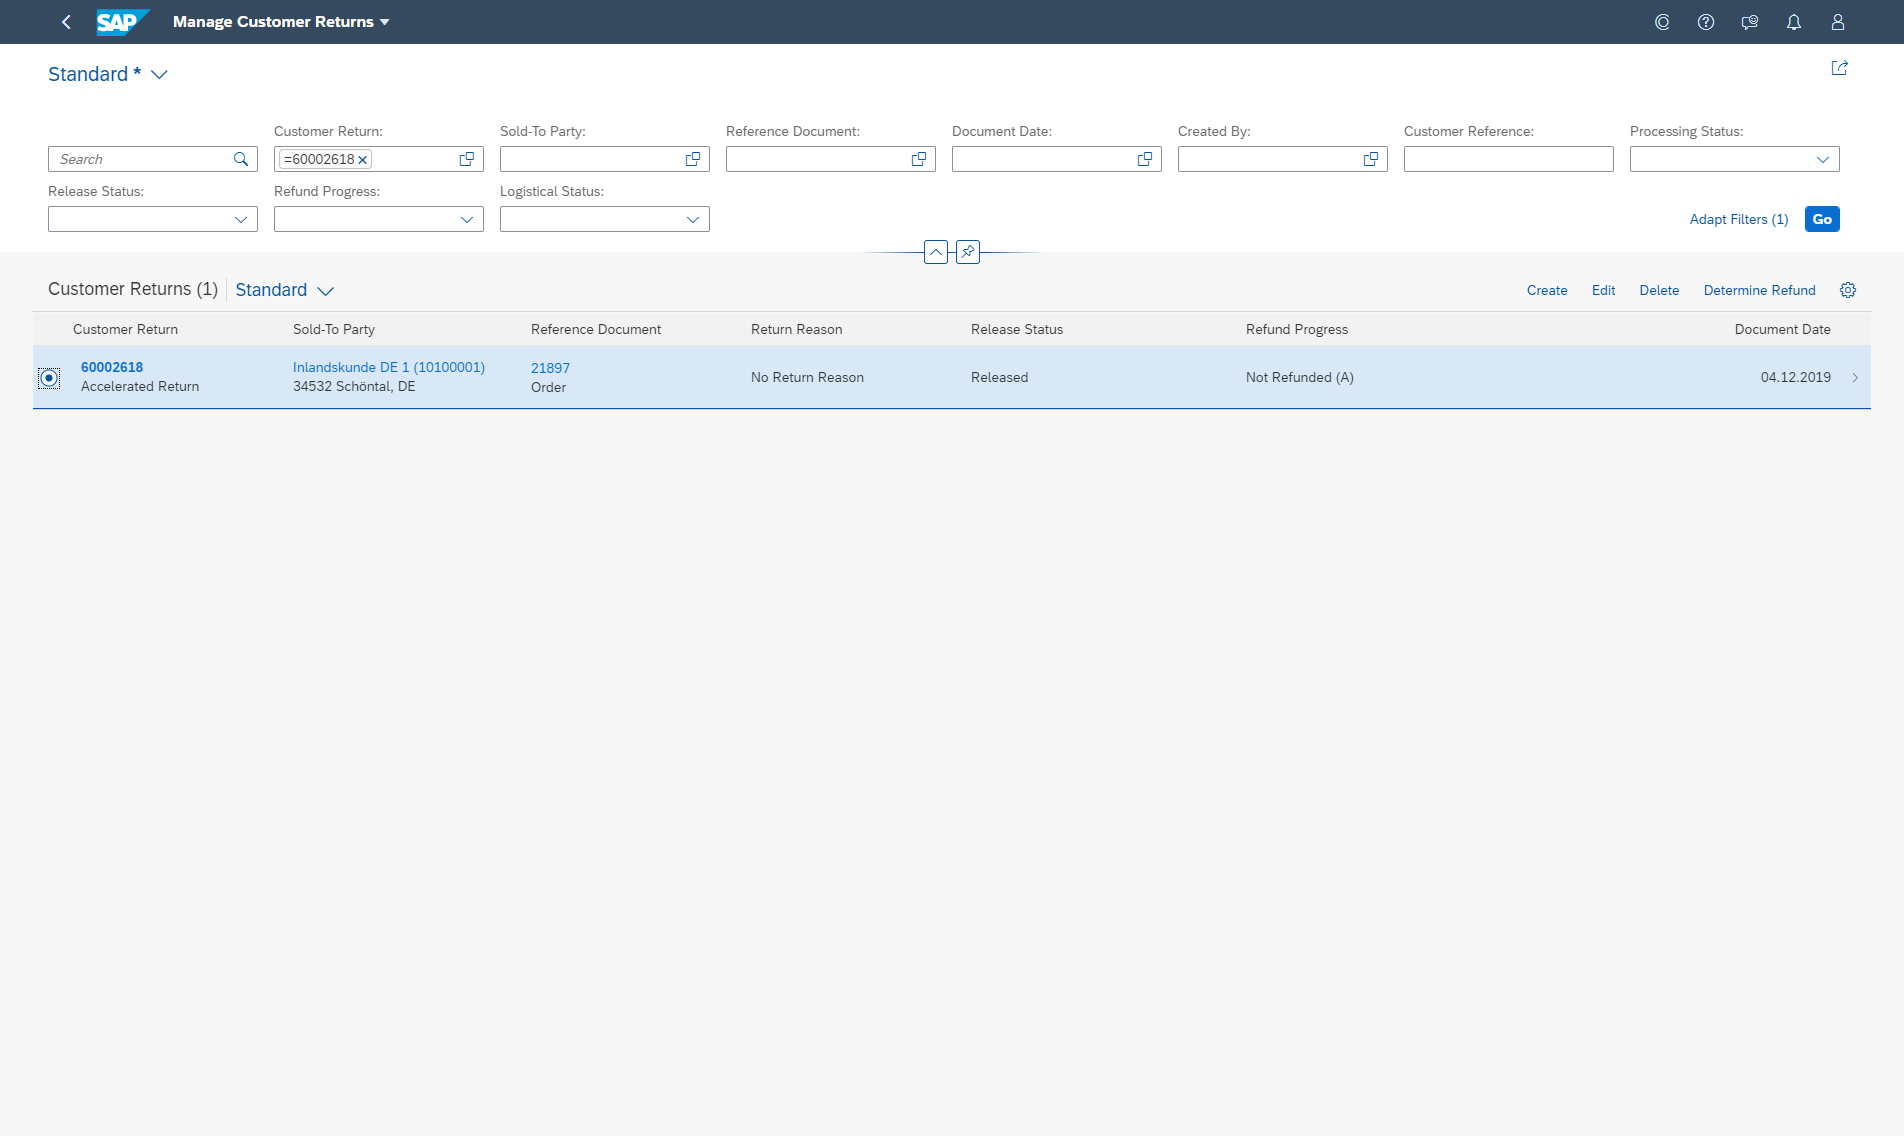 SAP Manage Customer Returns
Standard *
Customer Return: Sold-To Party: Reference Document: Document Date: Created By: Customer Reference: Processing Status:
Search =60002618
Release Status: Refund Progress: Logistical Status:
Adapt Filters (1) Go
Customer Returns (1) Standard Create Edit Delete Determine Refund
Customer Return Sold-To Party Reference Document Return Reason Release Status Refund Progress Document Date
60002618 Inlandskunde DE 1 (10100001) 21897
No Return Reason Released Not Refunded (A) 04.12.2019
Accelerated Return 34532 Schöntal, DE Order